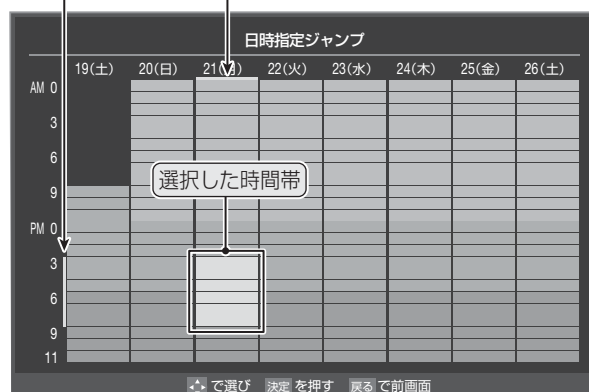 日時指定ジャンプ
19(土) 20(日) 21(月) 22(火) 23(水) 24(木) 25(金) 26(土)
AM 0
3
6
選択した時間帯
9
PM 0
3
6
9
11
で選び 決定 を押す 戻る で前画面